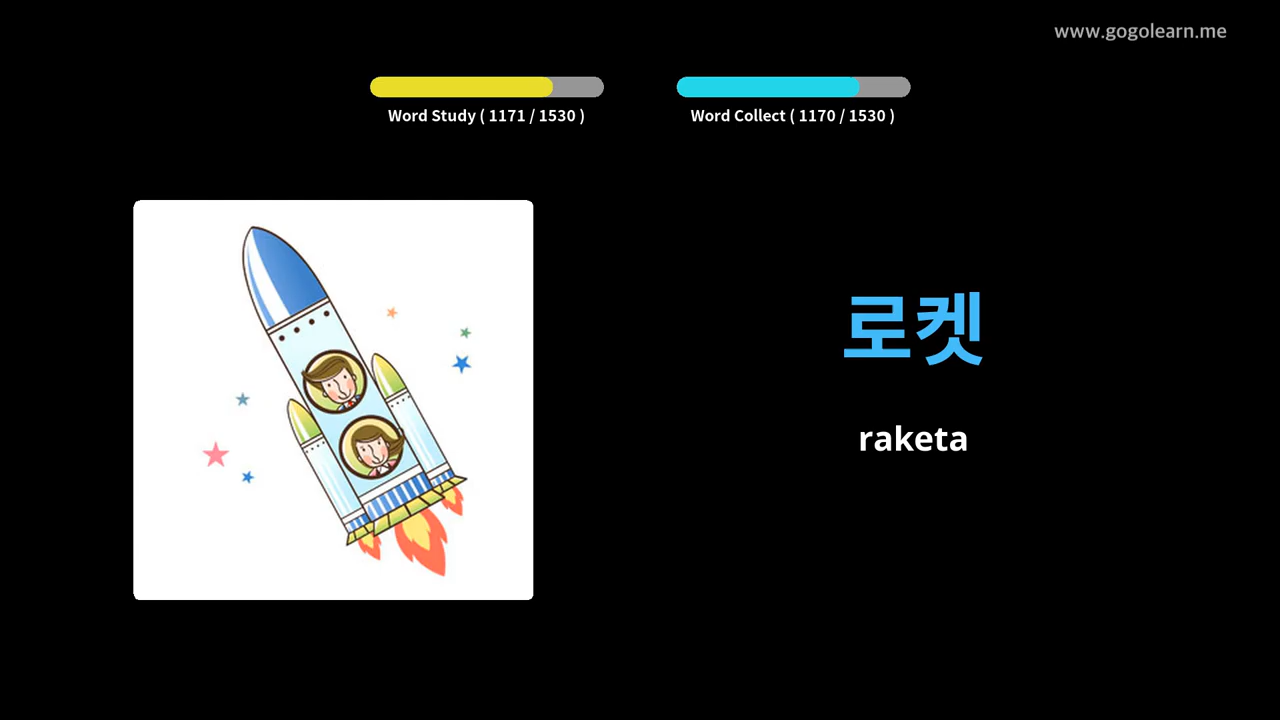 www.gogolearn.me
Word Study ( 1171 / 1530 )
Word Collect ( 1170 / 1530 )
로켓
raketa